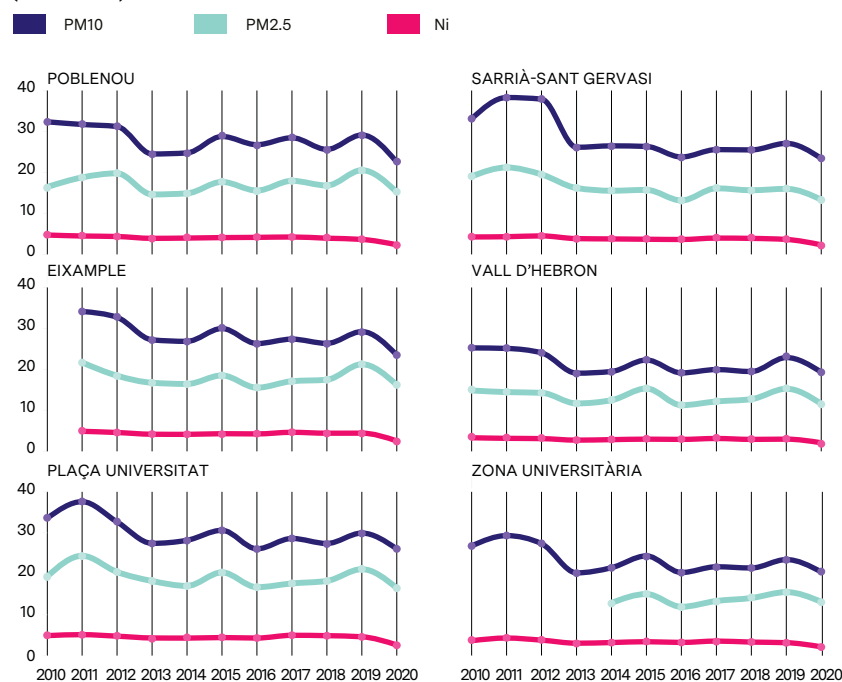 PM10 PM2.5 Ni
POBLENOU
40
30
20
10
0
SARRIÀ-SANT GERVASI
EIXAMPLE
40
30
20
10
0
VALL D'HEBRON
PLAÇA UNIVERSITAT
40
30
20
10
0
2010 2011 2012 2013 2014 2015 2016 2017 2018 2019 2020
ZONA UNIVERSITÀRIA
2010 2011 2012 2013 2014 2015 2016 2017 2018 2019 2020